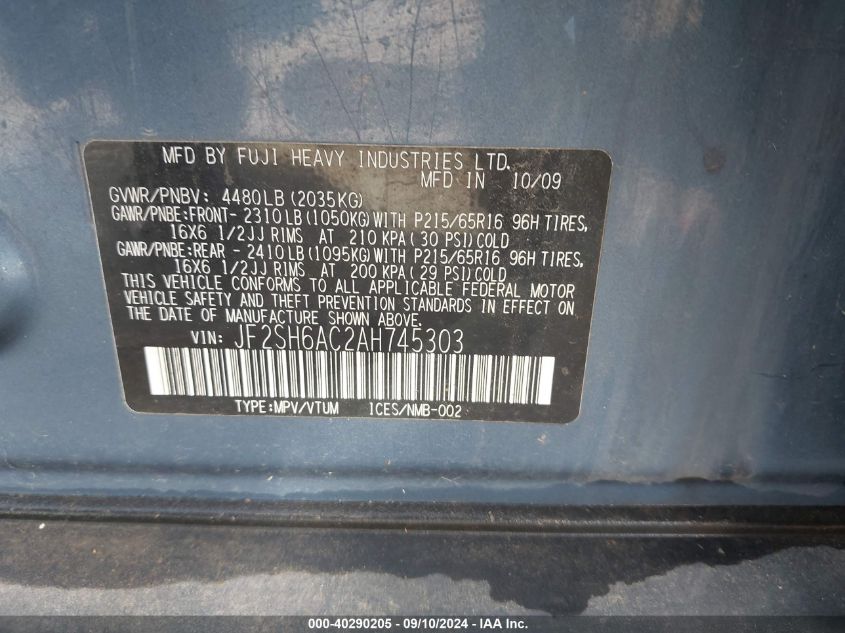 MFD BY FUJI HEAVY INDUSTRIES LTD.
MFD IN 10/09
GVWR/PNBV: 4480LB (2035KG)
GAWR/PNBE:FRONT- 2310LB(1050KG)WITH P215/65R16 96H TIRES,
16X6 1/2JJ RIMS AT 210 KPA( 30 PSI)COLD
GAWR/PNBE:REAR - 2410LB(1095KG)WITH P215/65R16 96H TIRES,
16X6 1/2JJ RIMS AT 200 KPA( 29 PSI)COLD
THIS VEHICLE CONFORMS TO ALL APPLICABLE FEDERAL MOTOR
VEHICLE SAFETY AND THEFT PREVENTION STANDARDS IN EFFECT ON
THE DATE OF MANUFACTURE SHOWN ABOVE.
VIN: JF2SH6AC2AH745303
TYPE:MPV/VTUM 1CES/NMB-002
000-40290205 - 09/10/2024 - IAA Inc.